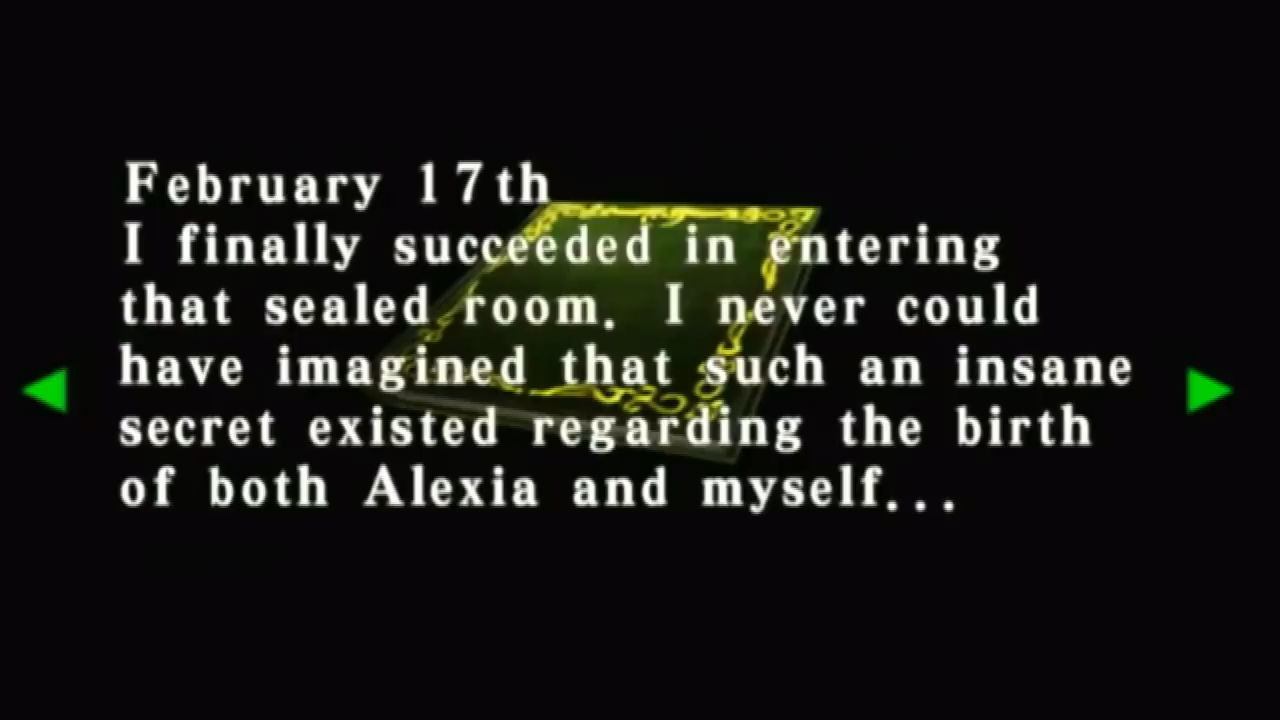 February 17th
I finally succeeded in entering
that sealed room. I never could
have imagined that such an insane
secret existed regarding the birth
of both Alexia and myself...